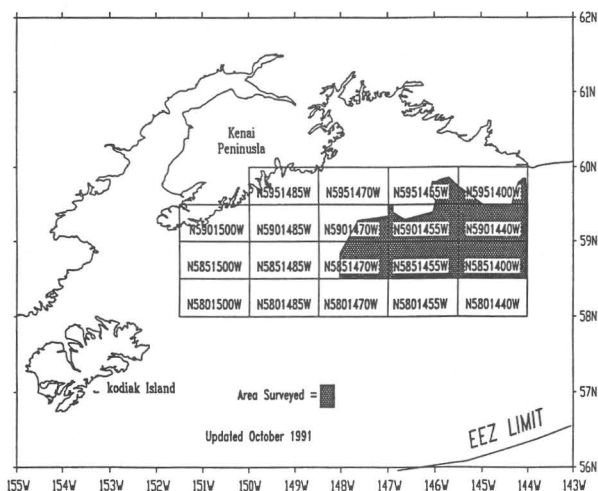 62N
61N
Kenai
Peninusla
60N
N5951485W N5951470W N5951455W N5951400W
N5901500W N5901485W N5901470W N5901455W N5901440W
59N
N5851500W N5851485W N5851470W N5851455W N5851400W
N5801500W N5801485W N5801470W N5801455W N5801440W
58N
kodiak Island
Area Surveyed =
57N
Updated October 1991
EEZ LIMIT
56N
155W 154W 153W 152W 151W 150W 149W 148W 147W 146W 145W 144W 143W